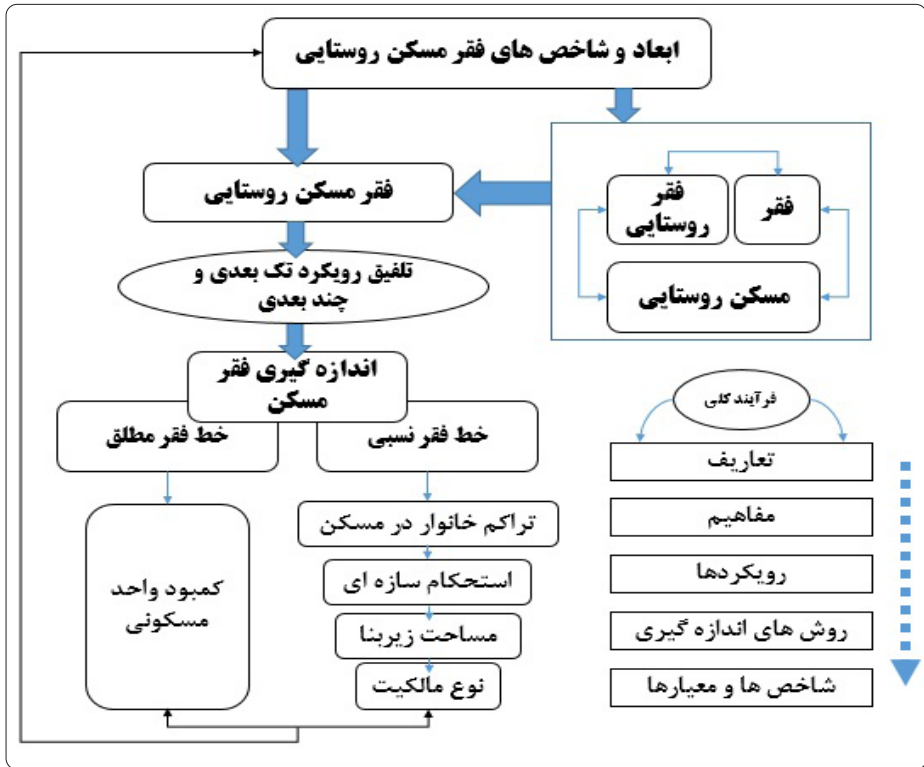 ابعاد و شاخص های فقر مسکن روستایی
فقر
فقر
روستایی
مسکن روستایی
فقر مسکن روستایی
تلفیق رویکرد تک بعدی و
چند بعدی
اندازه گیری فقر
مسکن
خط فقر نسبی
خط فقر مطلق
تراکم خانوار در مسکن
استحکام سازه ای
مساحت زیربنا
نوع مالکیت
کمبود واحد
مسکونی
فرآیند کلی
تعاریف
مفاهیم
رویکردها
روش های اندازه گیری
شاخص ها و معیارها